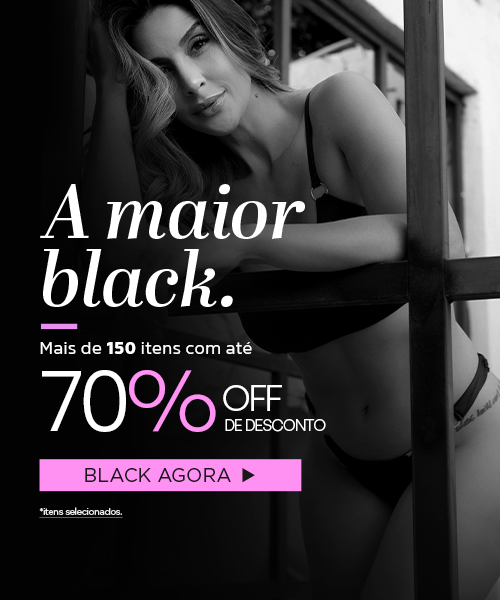 A maior
black.
Mais de 150 itens com até
70% OFF
DE DESCONTO
BLACK AGORA ▶
*itens selecionados.